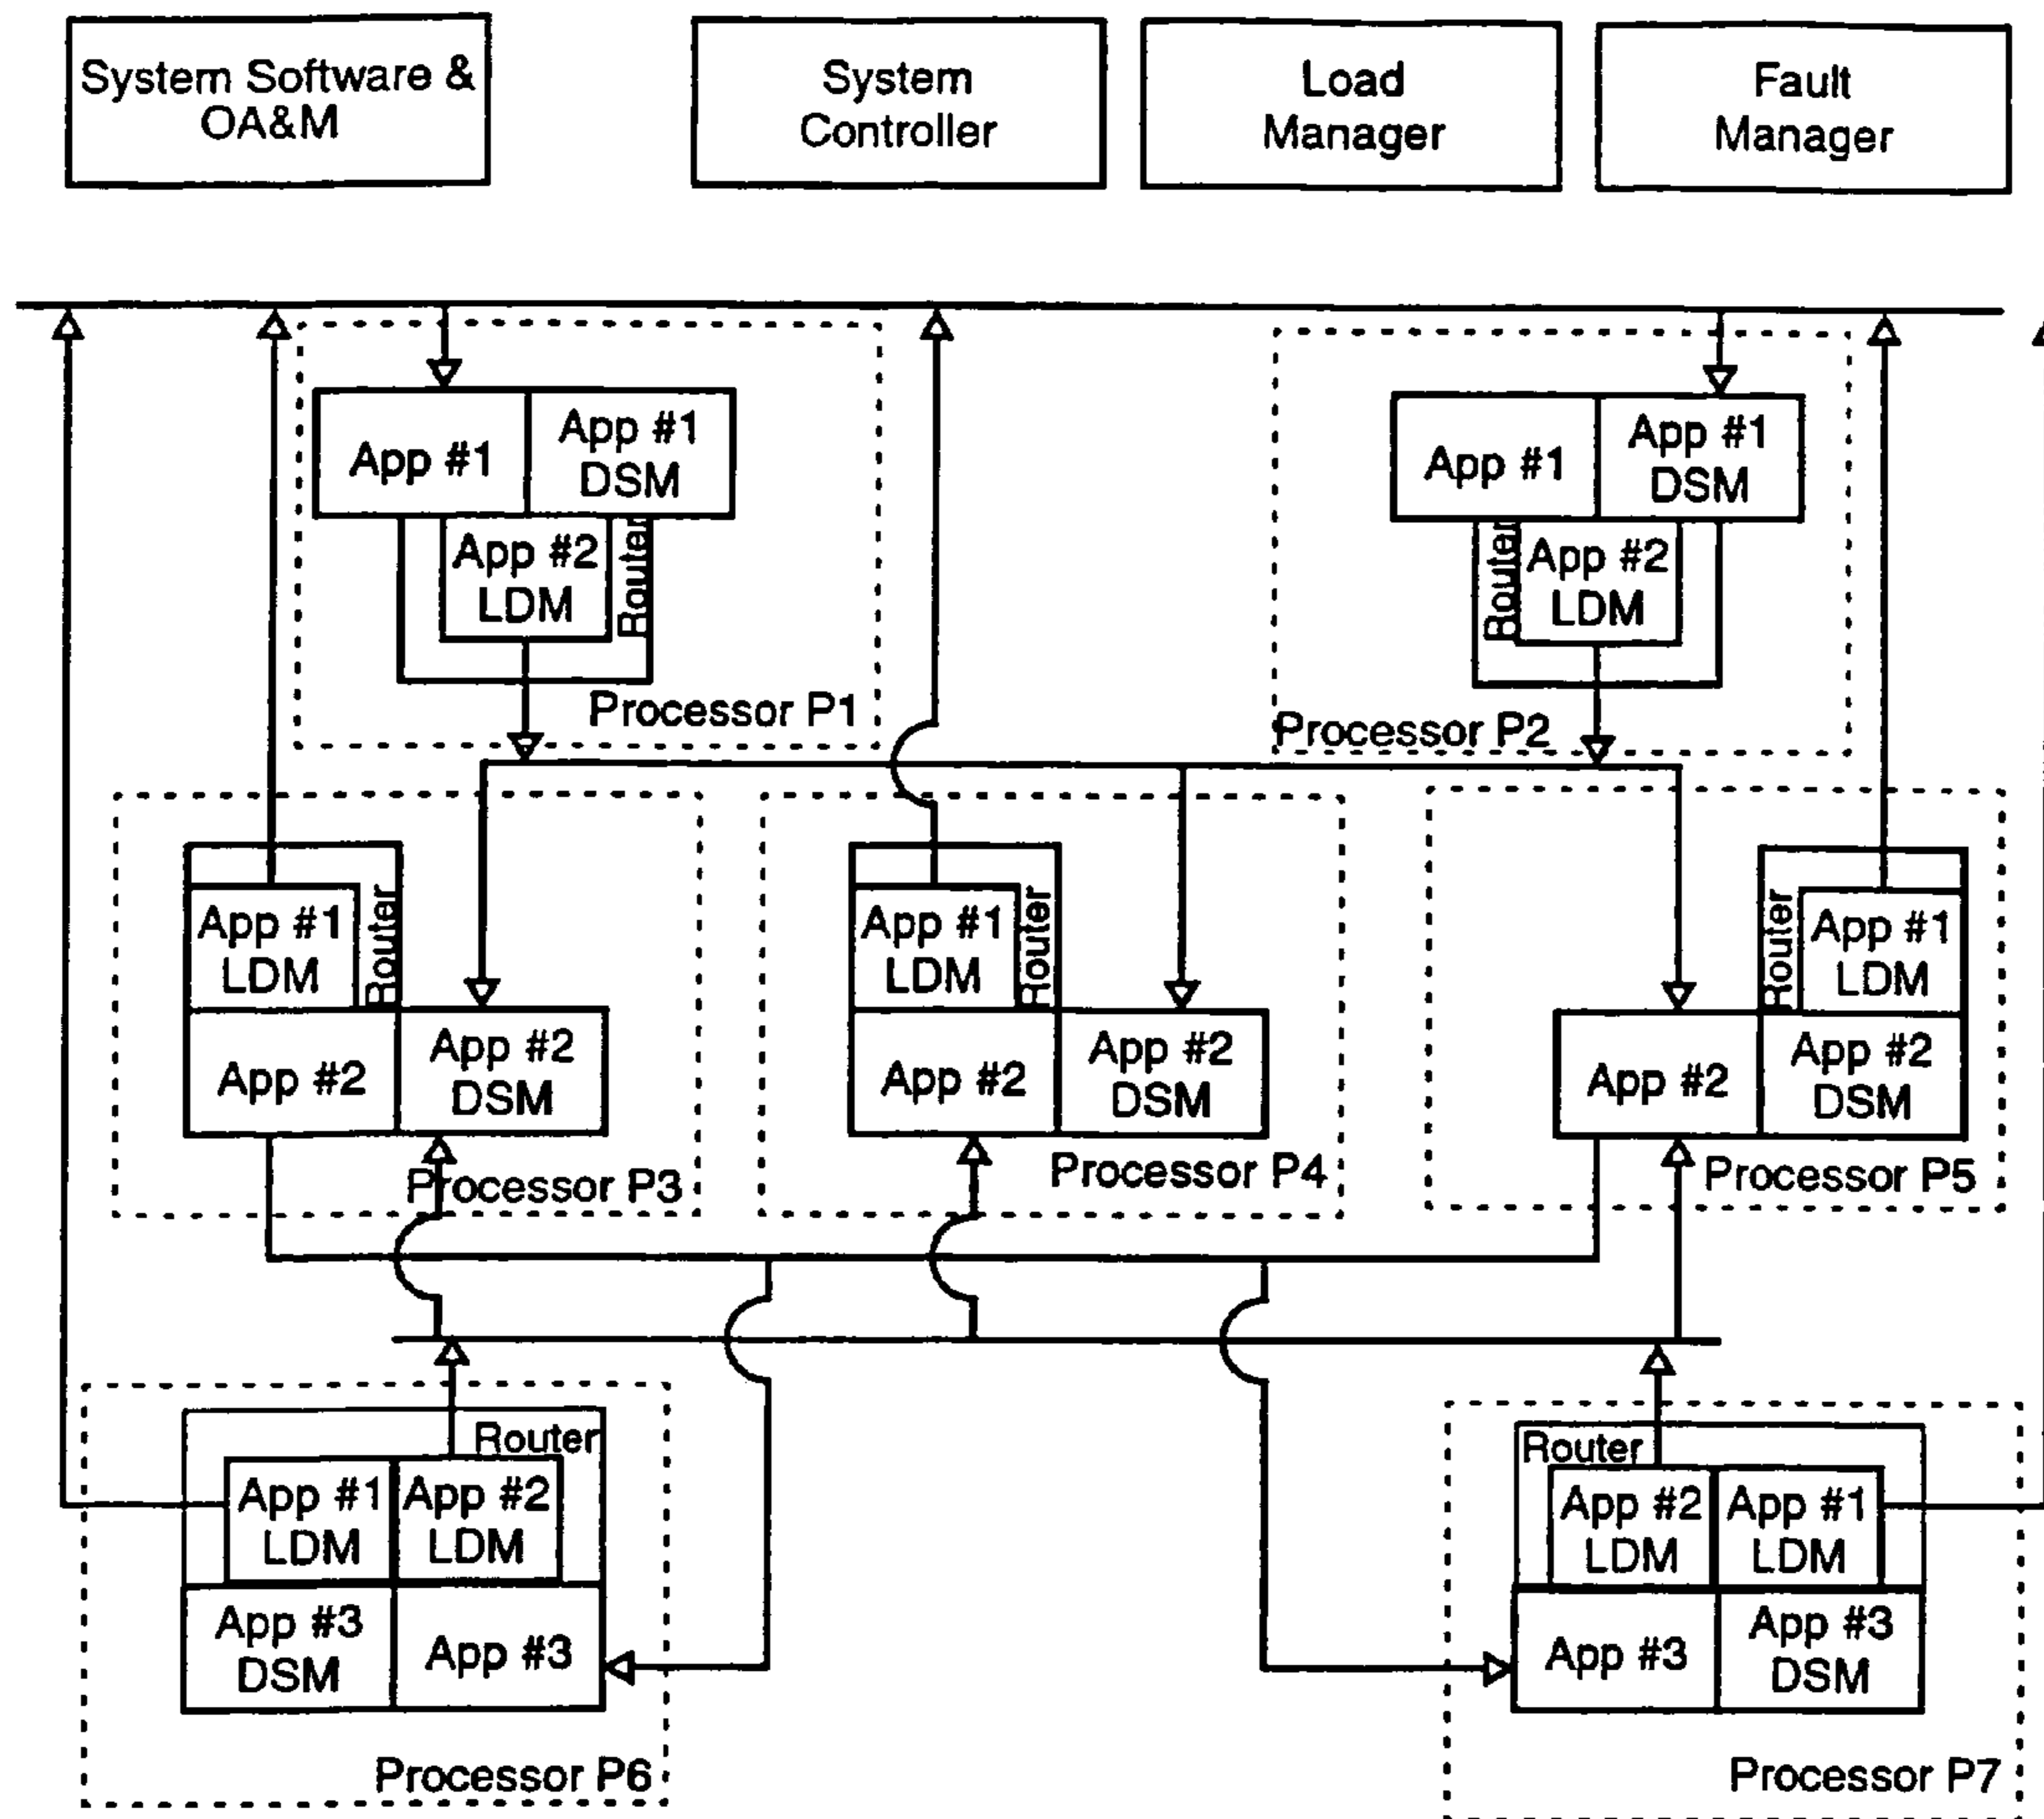 System Software &
OA&M
System
Controller
Load
Manager
Fault
Manager
App #1
App #1
DSM
App #2
LDM
Router
Processor P1
App #1
App #1
DSM
Router
App #2
LDM
Processor P2
App #1
LDM
Router
App #2
App #2
DSM
Processor P3
App #1
LDM
Router
App #2
App #2
DSM
Processor P4
Router
App #1
LDM
App #2
App #2
DSM
Processor P5
Router
App #1
LDM
App #2
LDM
App #3
DSM
App #3
Processor P6
Router
App #2
LDM
App #1
LDM
App #3
App #3
DSM
Processor P7